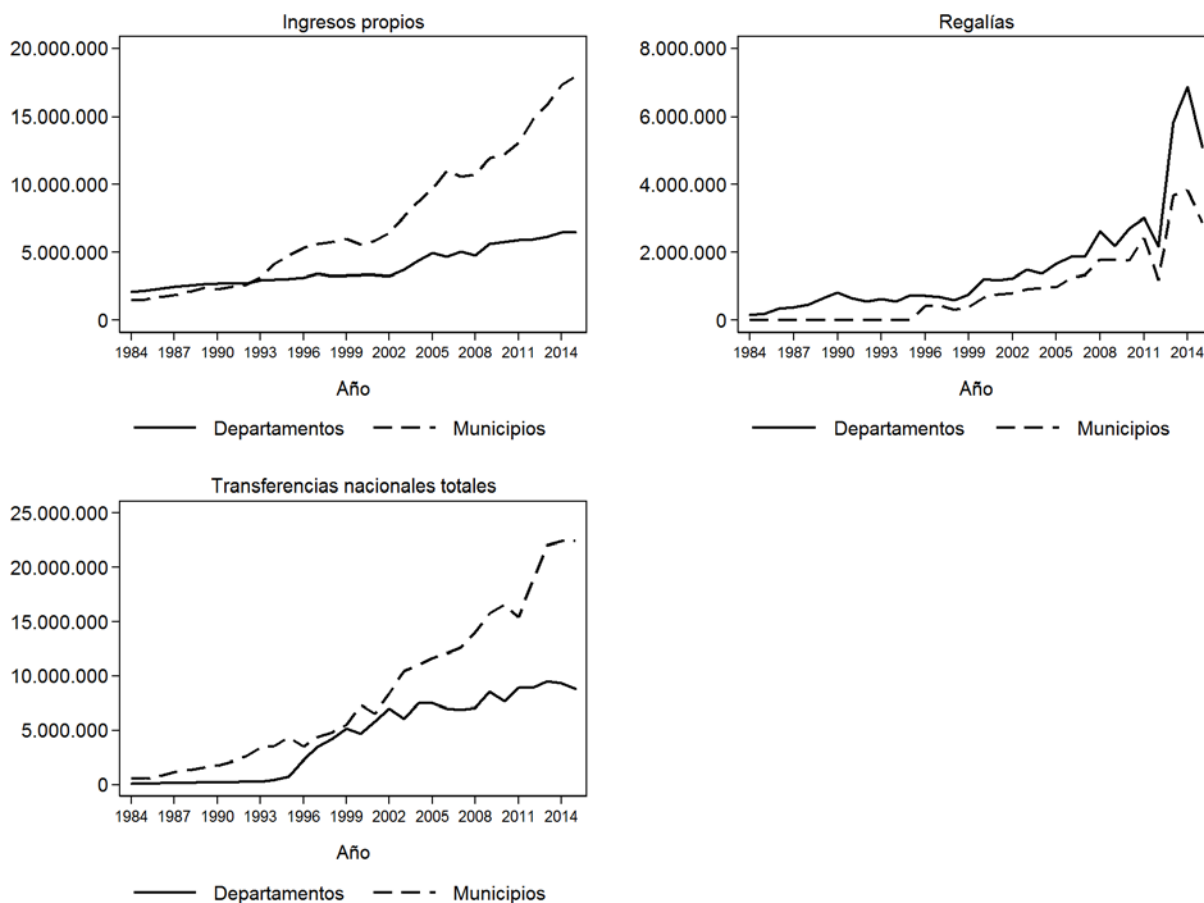 Ingresos propios
20.000.000
15.000.000
10.000.000
5.000.000
0
1984 1987 1990 1993 1996 1999 2002 2005 2008 2011 2014
Año
Departamentos Municipios
Regalías
8.000.000
6.000.000
4.000.000
2.000.000
0
1984 1987 1990 1993 1996 1999 2002 2005 2008 2011 2014
Año
Departamentos Municipios
Transferencias nacionales totales
25.000.000
20.000.000
15.000.000
10.000.000
5.000.000
0
1984 1987 1990 1993 1996 1999 2002 2005 2008 2011 2014
Año
Departamentos Municipios